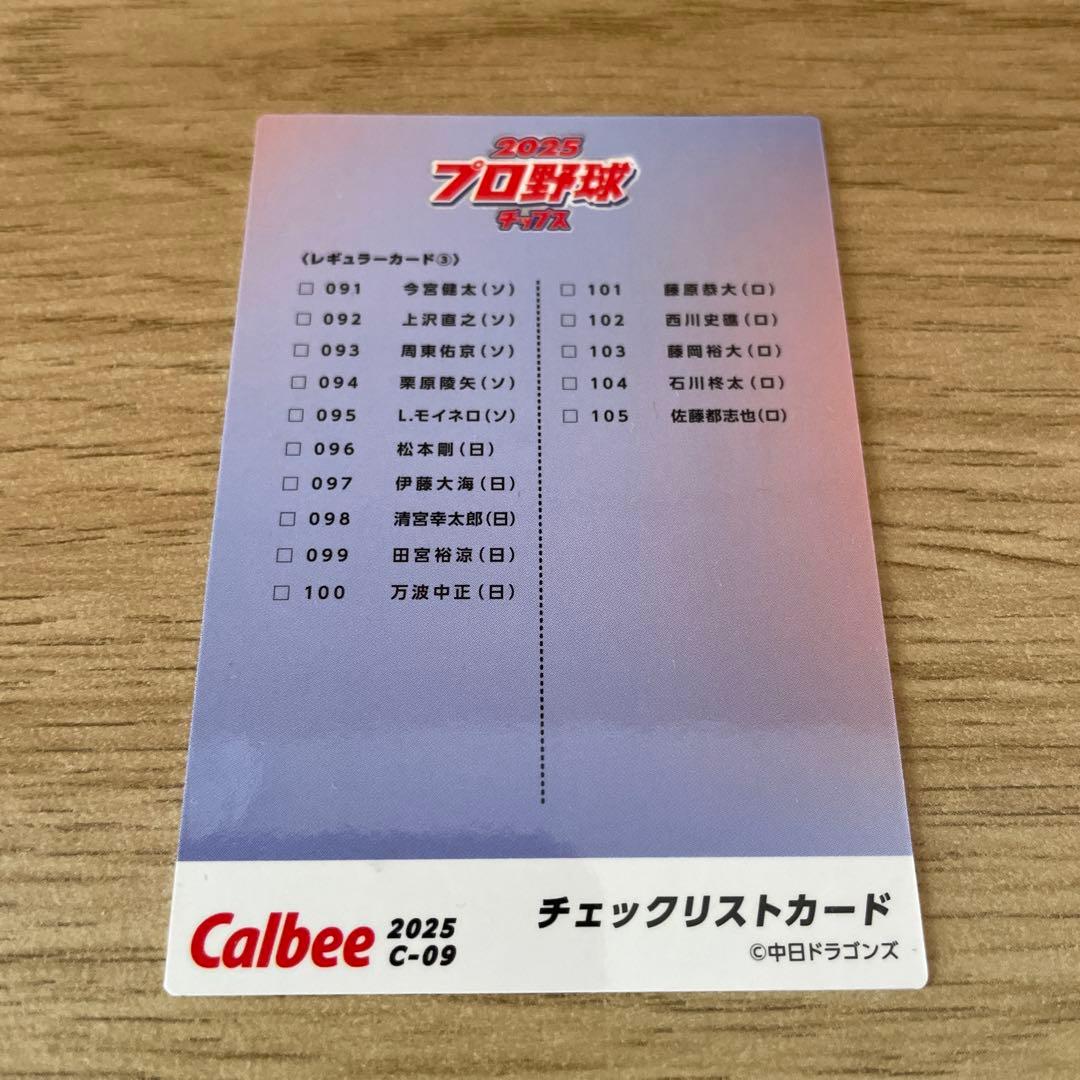 2025
プロ野球
チップス
《レギュラーカード③》
□ 091 今宮健太(ソ)
□ 092 上沢直之(ソ)
□ 093 周東佑京(ソ)
□ 094 栗原陵矢(ソ)
□ 095 L.モイネロ(ソ)
□ 096 松本剛(日)
□ 097 伊藤大海(日)
□ 098 清宮幸太郎(日)
□ 099 田宮裕涼(日)
□ 100 万波中正(日)
□ 101 藤原恭大(ロ)
□ 102 西川史礁(ロ)
□ 103 藤岡裕大(ロ)
□ 104 石川柊太(ロ)
□ 105 佐藤都志也(ロ)
Calbee 2025
C-09
チェックリストカード
©中日ドラゴンズ